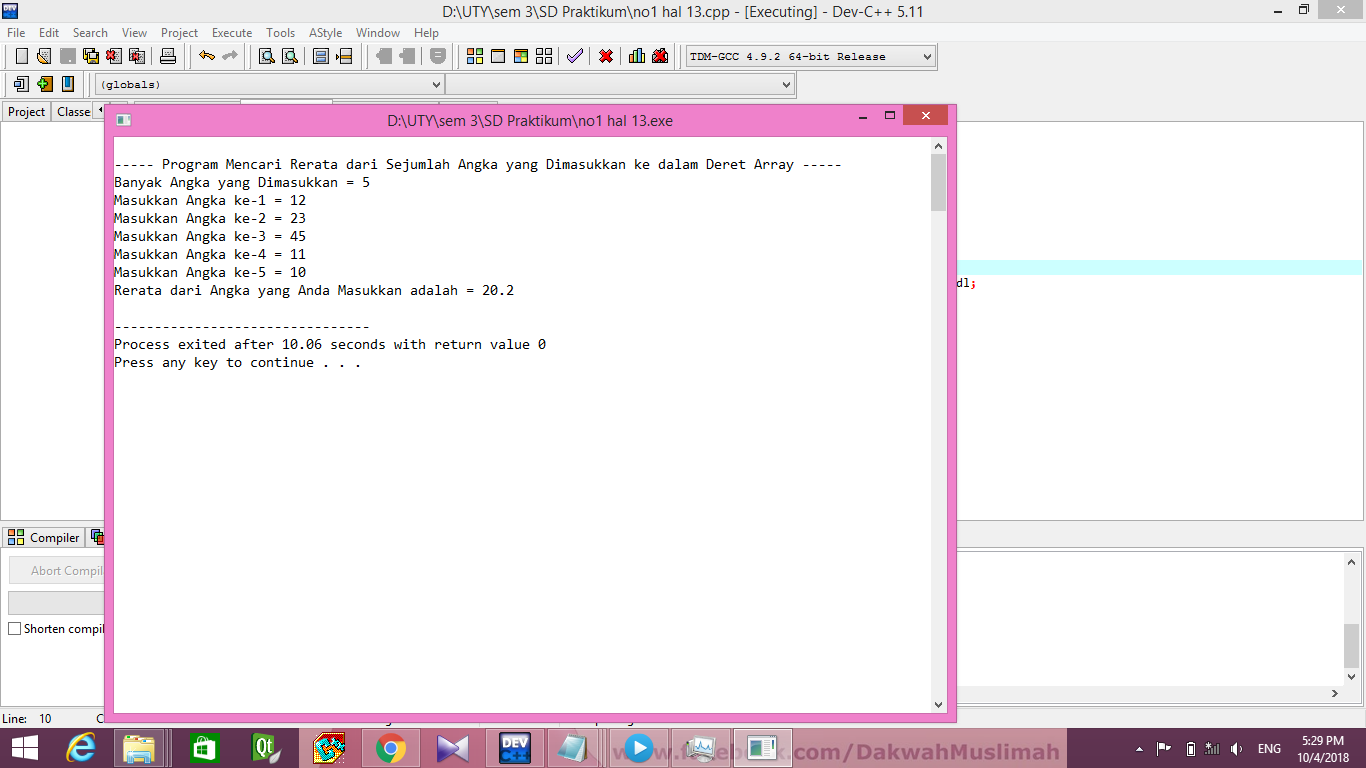 D:\UTY\sem 3\SD Praktikum\no1 hal 13.cpp - [Executing] - Dev-C++ 5.11
File Edit Search View Project Execute Tools AStyle Window Help
TDM-GCC 4.9.2 64-bit Release
(globals)
Project Classe
D:\UTY\sem 3\SD Praktikum\no1 hal 13.exe
----- Program Mencari Rerata dari Sejumlah Angka yang Dimasukkan ke dalam Deret Array -----
Banyak Angka yang Dimasukkan = 5
Masukkan Angka ke-1 = 12
Masukkan Angka ke-2 = 23
Masukkan Angka ke-3 = 45
Masukkan Angka ke-4 = 11
Masukkan Angka ke-5 = 10
Rerata dari Angka yang Anda Masukkan adalah = 20.2
--------------------------------
Process exited after 10.06 seconds with return value 0
Press any key to continue . . .
dl;
Compiler
Abort Compil
Shorten compil
Line: 10
DEV C++
Qt
www.facebook.com/DakwahMuslimah
ENG
5:29 PM
10/4/2018